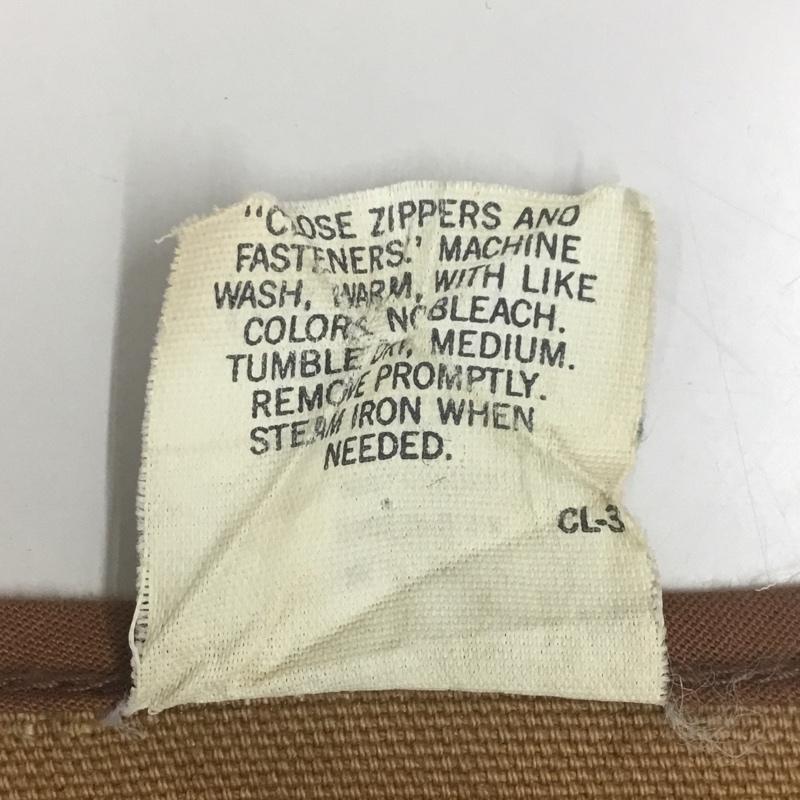 "CLOSE ZIPPERS AND
FASTENERS." MACHINE
WASH, WARM, WITH LIKE
COLORS. NO BLEACH.
TUMBLE DRY, MEDIUM.
REMOVE PROMPTLY.
STEAM IRON WHEN
NEEDED.
CL-3